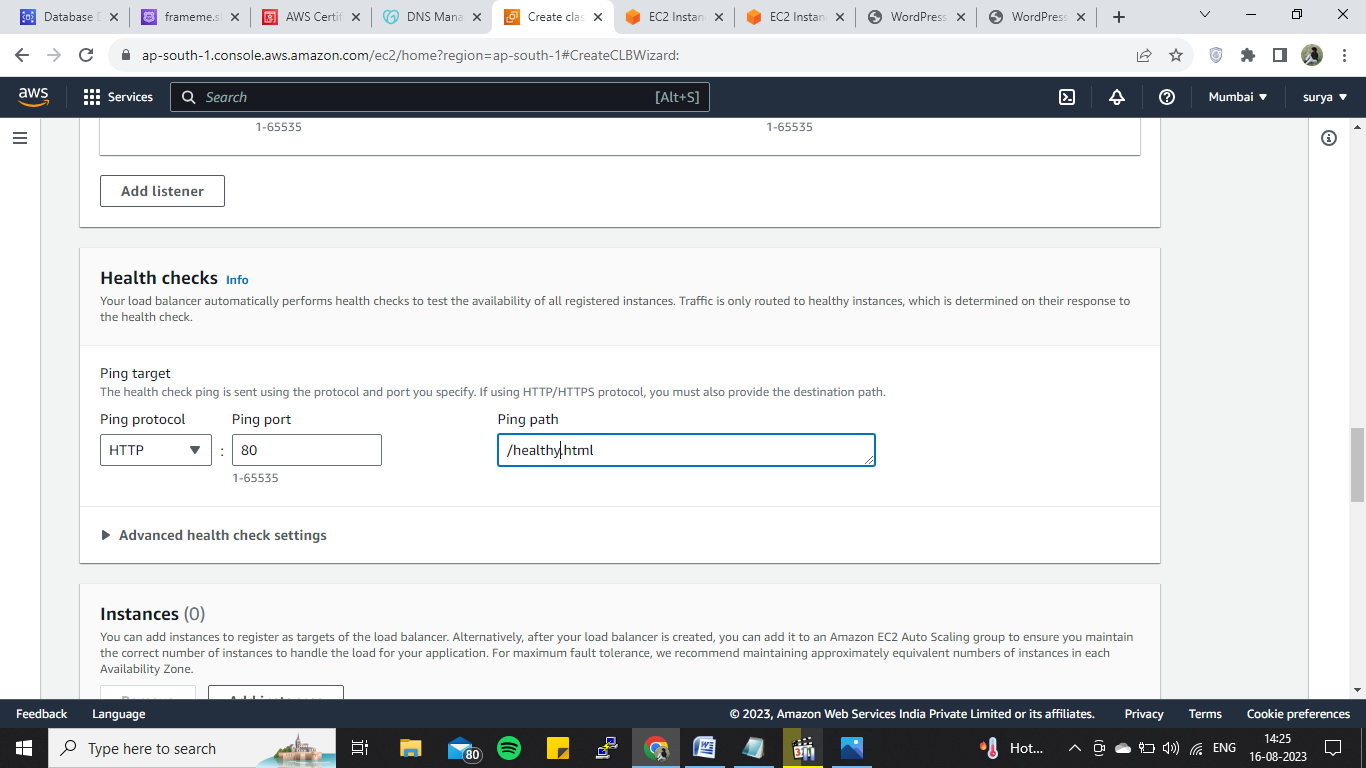 Database D
frameme.s
AWS Certif
DNS Mana
Create clas
EC2 Instan
EC2 Instan
WordPress
WordPress
ap-south-1.console.aws.amazon.com/ec2/home?region=ap-south-1#CreateCLBWizard:
aws
Services
Search
[Alt+S]
Mumbai
surya
1-65535
1-65535
Add listener
Health checks Info
Your load balancer automatically performs health checks to test the availability of all registered instances. Traffic is only routed to healthy instances, which is determined on their response to
the health check.
Ping target
The health check ping is sent using the protocol and port you specify. If using HTTP/HTTPS protocol, you must also provide the destination path.
Ping protocol
Ping port
Ping path
HTTP
:
80
/healthy.html
1-65535
Advanced health check settings
Instances (0)
You can add instances to register as targets of the load balancer. Alternatively, after your load balancer is created, you can add it to an Amazon EC2 Auto Scaling group to ensure you maintain
the correct number of instances to handle the load for your application. For maximum fault tolerance, we recommend maintaining approximately equivalent numbers of instances in each
Availability Zone.
Feedback
Language
© 2023, Amazon Web Services India Private Limited or its affiliates.
Privacy
Terms
Cookie preferences
Type here to search
80
Hot...
ENG
14:25
16-08-2023